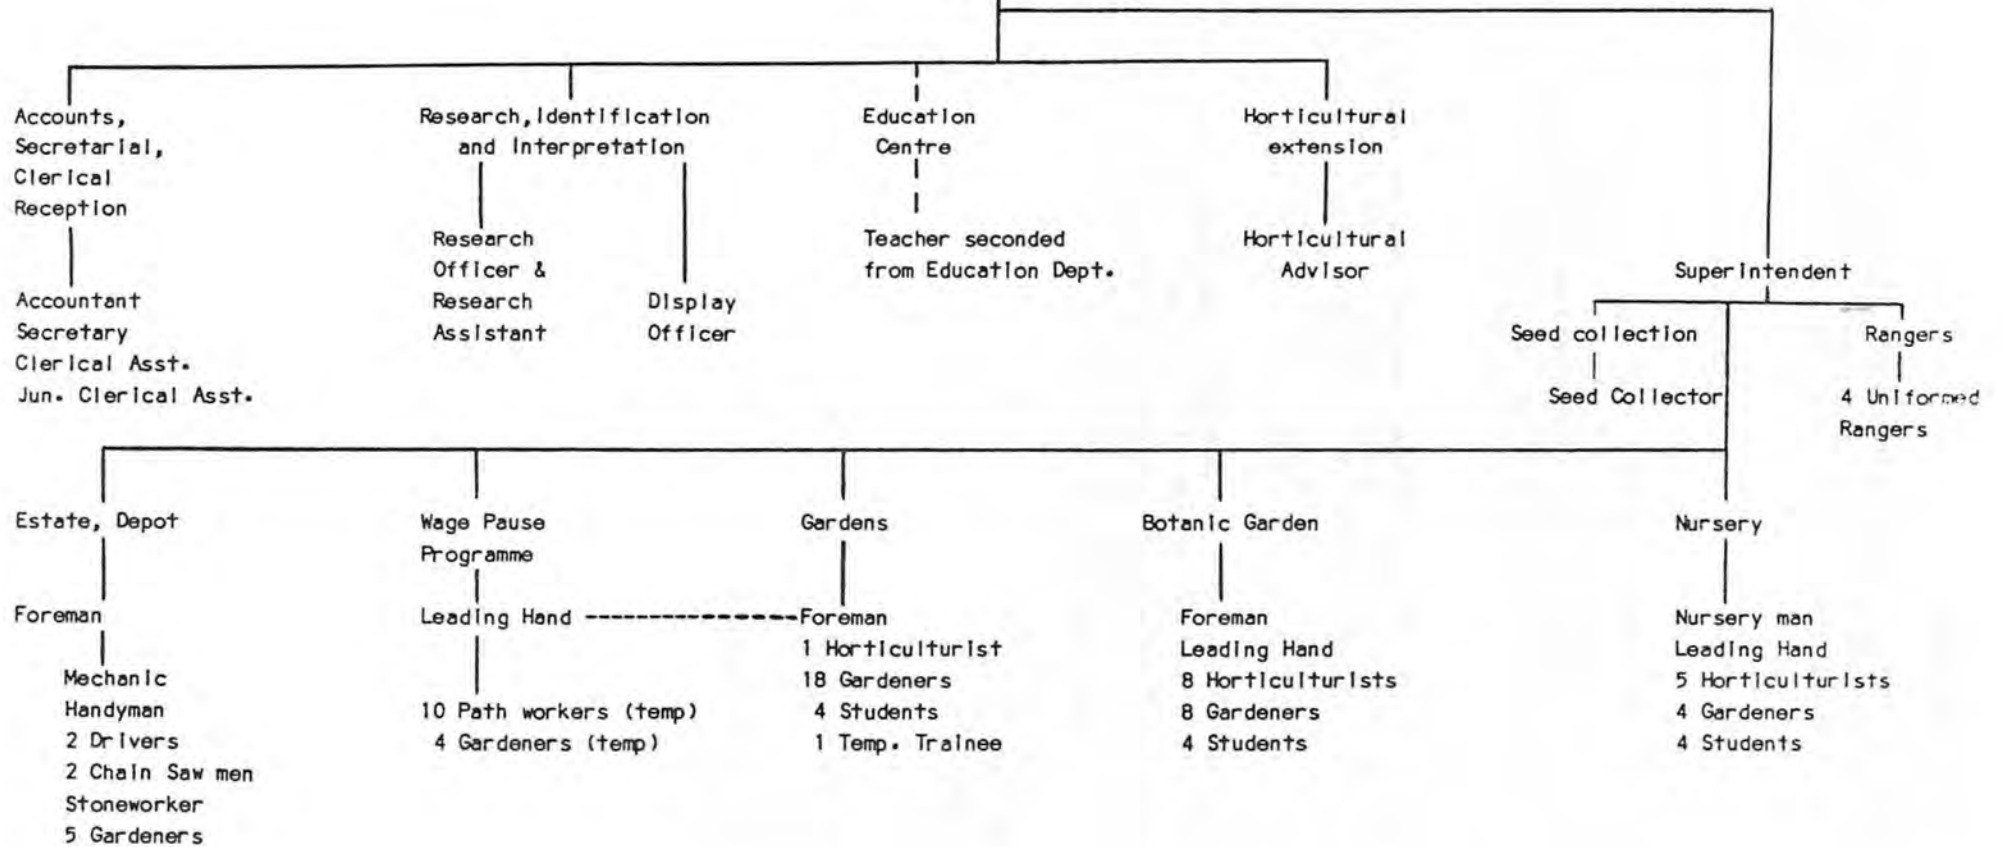 Accounts,
Secretarial,
Clerical
Reception
Accountant
Secretary
Clerical Asst.
Jun. Clerical Asst.
Research, Identification
and Interpretation
Research
Officer &
Research
Assistant
Display
Officer
Education
Centre
Teacher seconded
from Education Dept.
Horticultural
extension
Horticultural
Advisor
Superintendent
Seed collection
Seed Collector
Rangers
4 Uniformed
Rangers
Estate, Depot
Foreman
Mechanic
Handyman
2 Drivers
2 Chain Saw men
Stoneworker
5 Gardeners
Wage Pause
Programme
Leading Hand
10 Path workers (temp)
4 Gardeners (temp)
Gardens
Foreman
1 Horticulturist
18 Gardeners
4 Students
1 Temp. Trainee
Botanic Garden
Foreman
Leading Hand
8 Horticulturists
8 Gardeners
4 Students
Nursery
Nursery man
Leading Hand
5 Horticulturists
4 Gardeners
4 Students